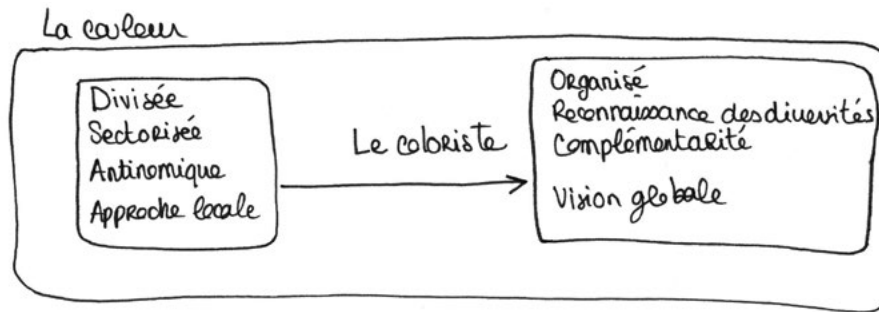 La couleur
Divisée
Sectorisée
Antinomique
Approche locale
Le coloriste
Organisé
Reconnaissance des diversités
Complémentarité
Vision globale